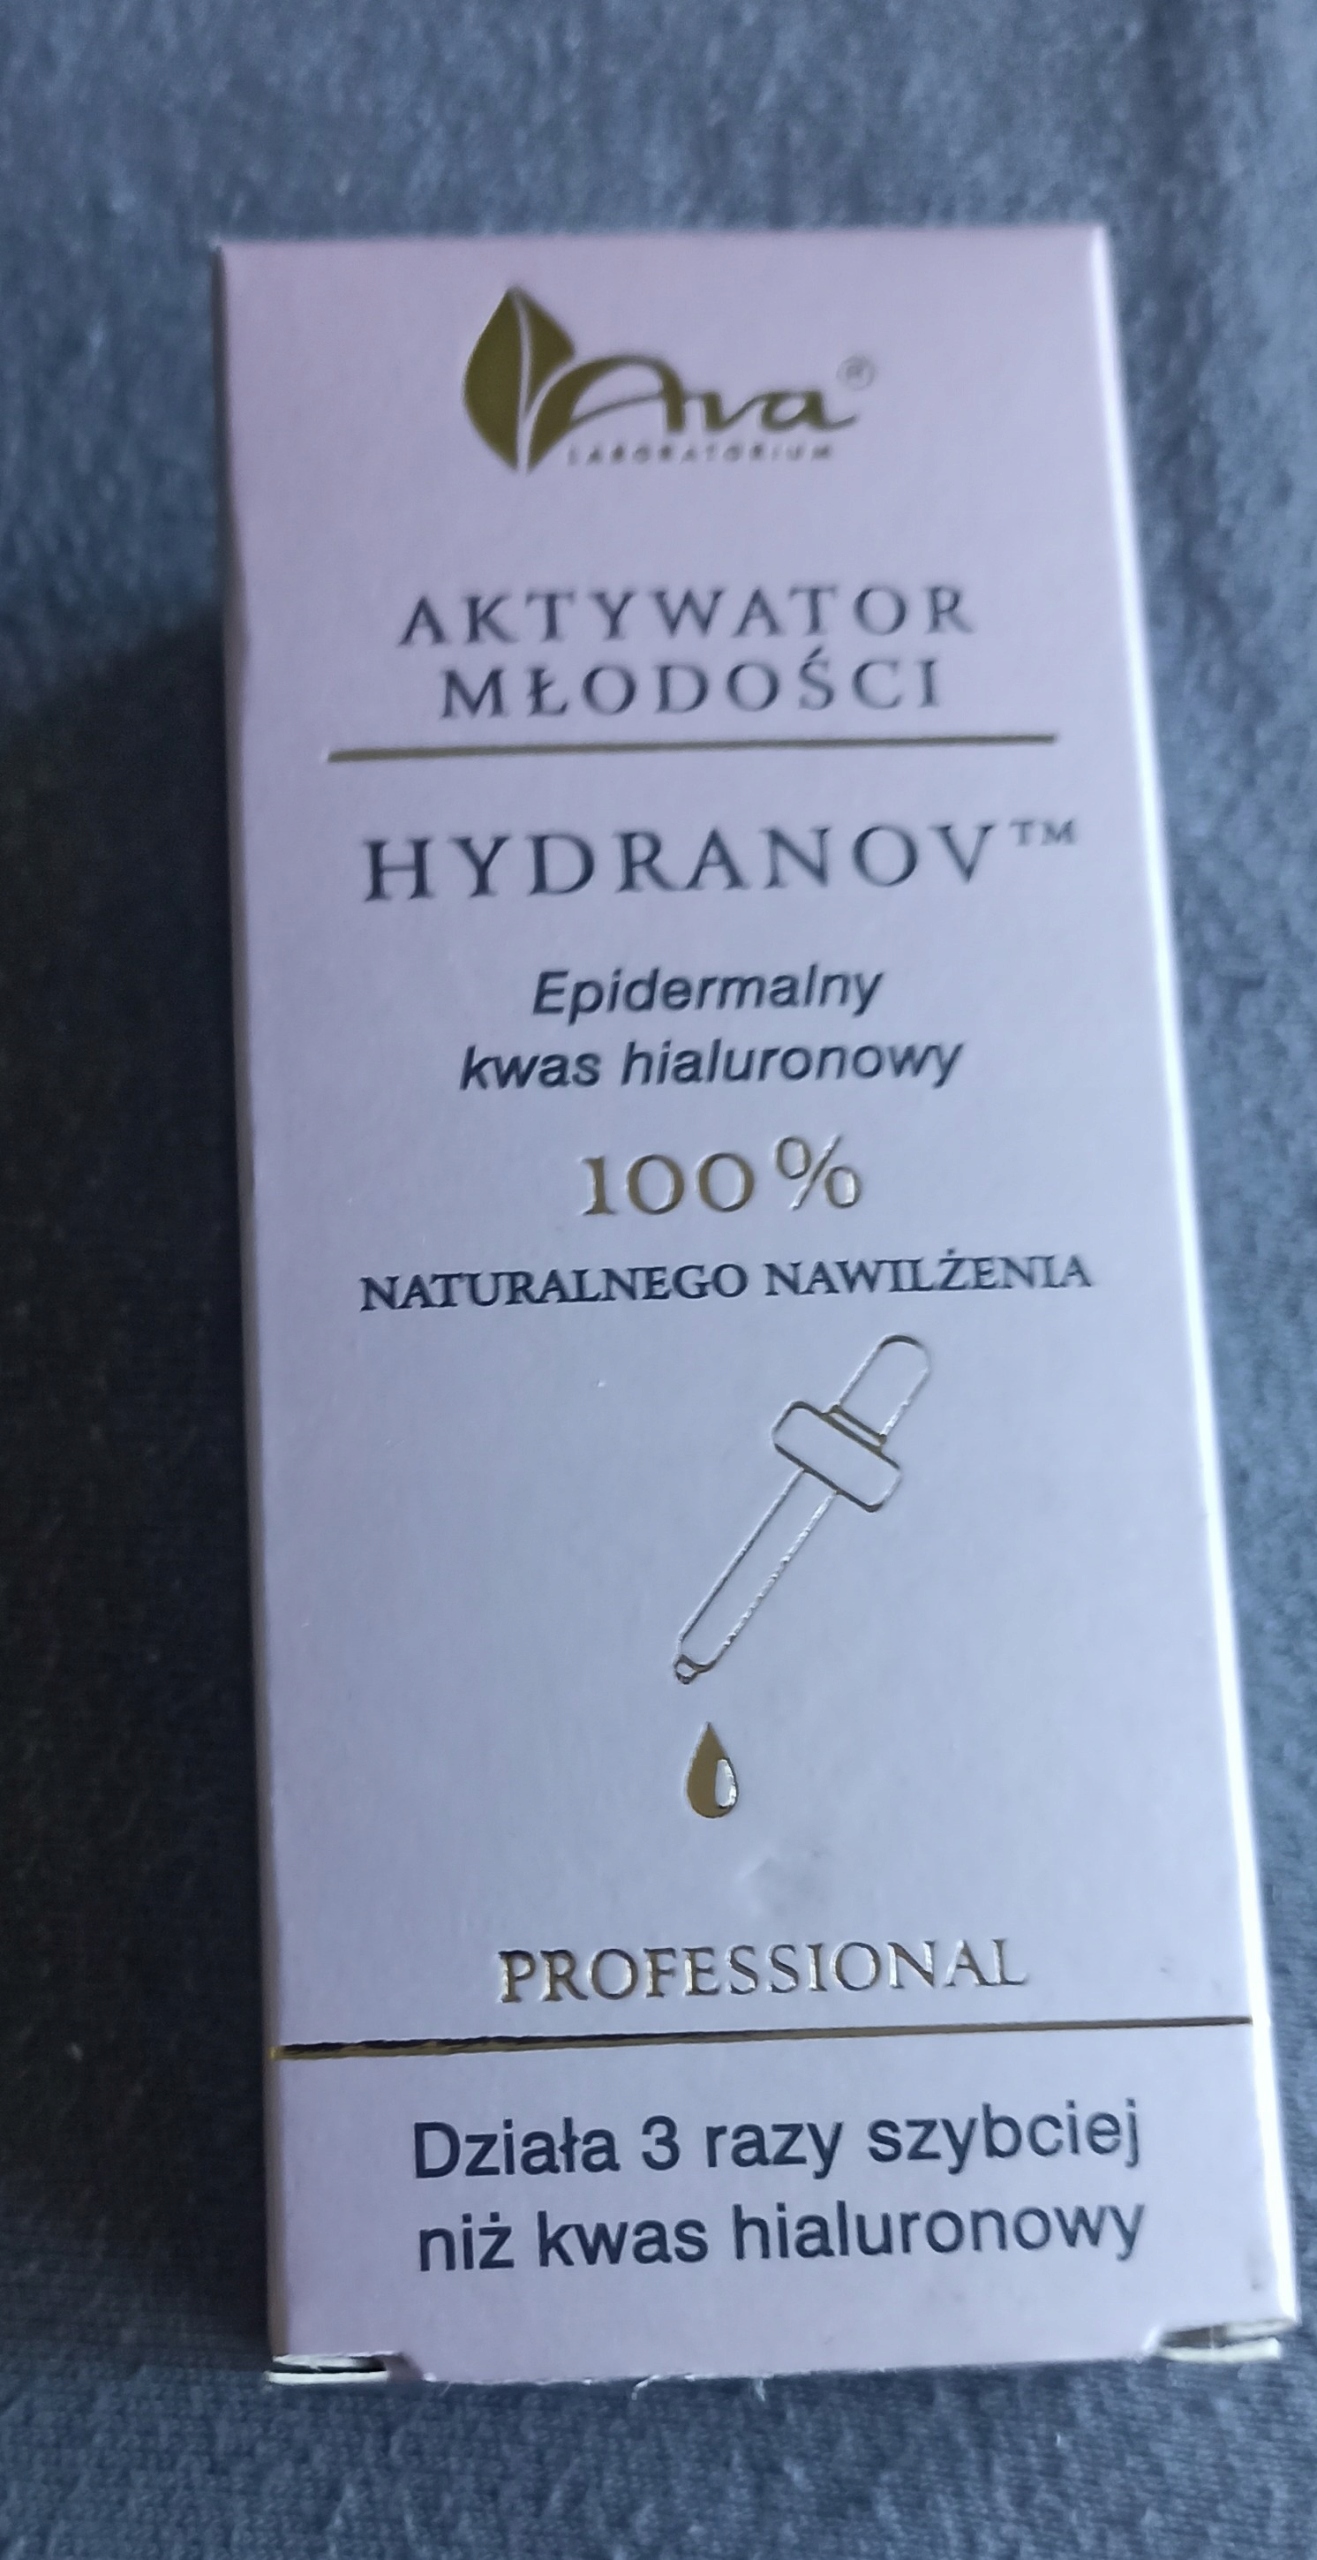 Ava®
LABORATORIUM
AKTYWATOR
MŁODOŚCI
HYDRANOV™
Epidermalny
kwas hialuronowy
100%
NATURALNEGO NAWILŻENIA
PROFESSIONAL
Działa 3 razy szybciej
niż kwas hialuronowy